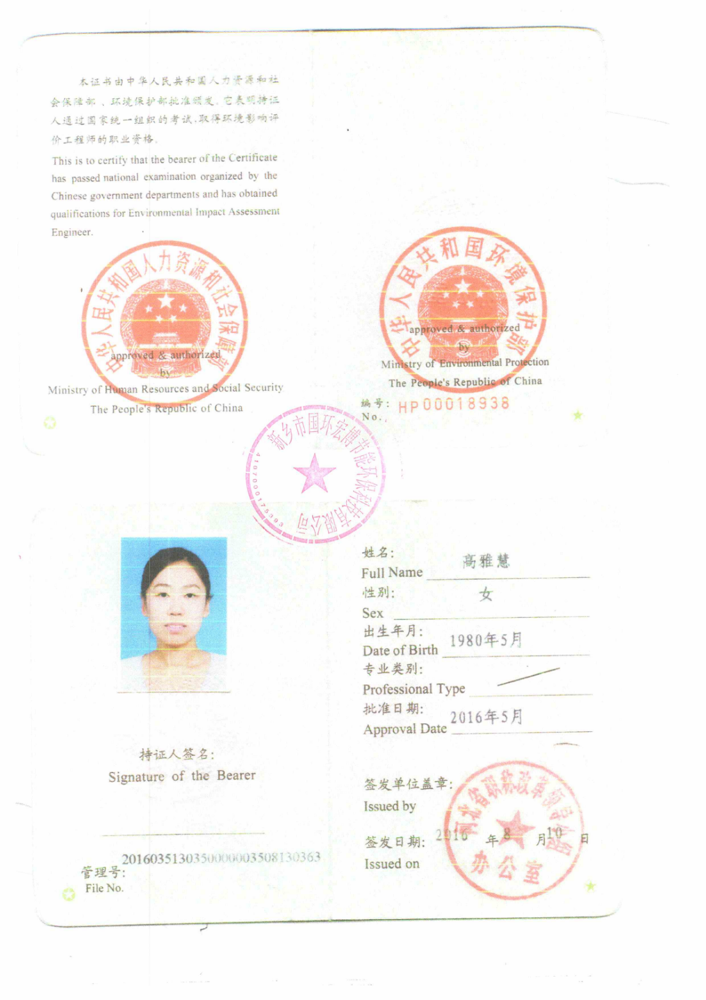 本证书由中华人民共和国人力资源和社
会保障部、环境保护部批准颁发。它表明持证
人通过国家统一组织的考试,取得环境影响评
价工程师的职业资格。
This is to certify that the bearer of the Certificate
has passed national examination organized by the
Chinese government departments and has obtained
qualifications for Environmental Impact Assessment
Engineer.
中华人民共和国人力资源和社会保障部
approved & authorized
by
Ministry of Human Resources and Social Security
The People's Republic of China
中华人民共和国环境保护部
approved & authorized
by
Ministry of Environmental Protection
The People's Republic of China
编号: HP00018938
No.
新乡市国环宏博节能环保科技有限公司
4107000175393
姓名: 高雅慧
Full Name
性别: 女
Sex
出生年月: 1980年5月
Date of Birth
专业类别:
Professional Type
批准日期: 2016年5月
Approval Date
持证人签名:
Signature of the Bearer
签发单位盖章:
Issued by
河北省职称改革领导小组
办公室
签发日期: 2016 年 8 月 10 日
Issued on
2016035130350000003508130363
管理号:
File No.